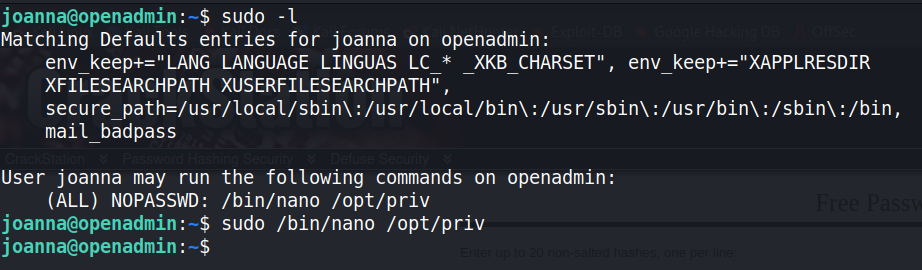 joanna@openadmin:~$ sudo -l
Matching Defaults entries for joanna on openadmin:
    env_keep+="LANG LANGUAGE LINGUAS LC_* _XKB_CHARSET", env_keep+="XAPPLRESDIR
    XFILESEARCHPATH XUSERFILESEARCHPATH",
    secure_path=/usr/local/sbin\:/usr/local/bin\:/usr/sbin\:/usr/bin\:/sbin\:/bin,
    mail_badpass
CrackStation Password Hashing Security Defuse Security
User joanna may run the following commands on openadmin:
    (ALL) NOPASSWD: /bin/nano /opt/priv
Free Passw
joanna@openadmin:~$ sudo /bin/nano /opt/priv
joanna@openadmin:~$
Enter up to 20 non-salted hashes, one per line:
Exploit-DB Google Hacking DB OffSec